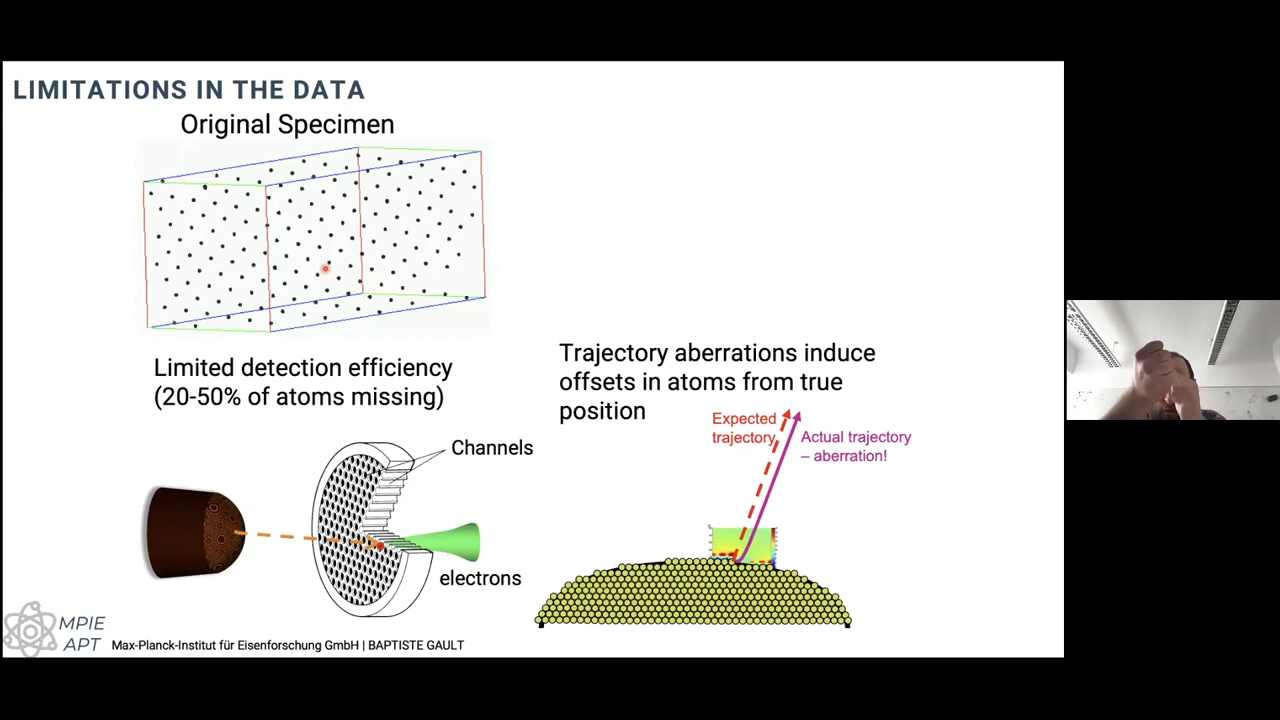 LIMITATIONS IN THE DATA
Original Specimen
Limited detection efficiency
(20-50% of atoms missing)
Trajectory aberrations induce
offsets in atoms from true
position
Expected
trajectory
Actual trajectory
– aberration!
Channels
electrons
MPIE
APT
Max-Planck-Institut für Eisenforschung GmbH | BAPTISTE GAULT